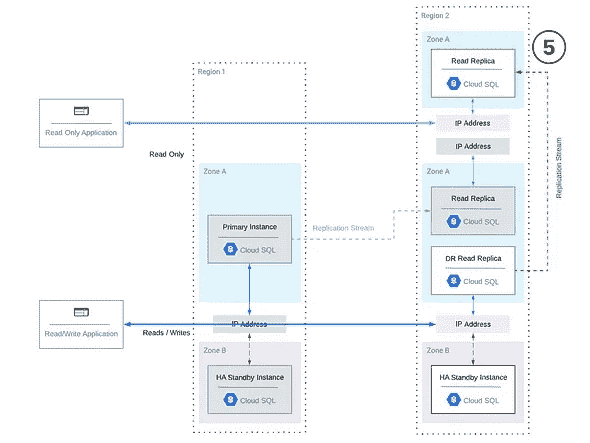 Region 2
5
Zone A
Read Replica
Cloud SQL
Region 1
Read Only Application
IP Address
Read Only
IP Address
Replication Stream
Zone A
Zone A
Read Replica
Cloud SQL
Primary Instance
Cloud SQL
Replication Stream
DR Read Replica
Cloud SQL
Read/Write Application
Reads / Writes
IP Address
IP Address
Zone B
Zone B
HA Standby Instance
Cloud SQL
HA Standby Instance
Cloud SQL